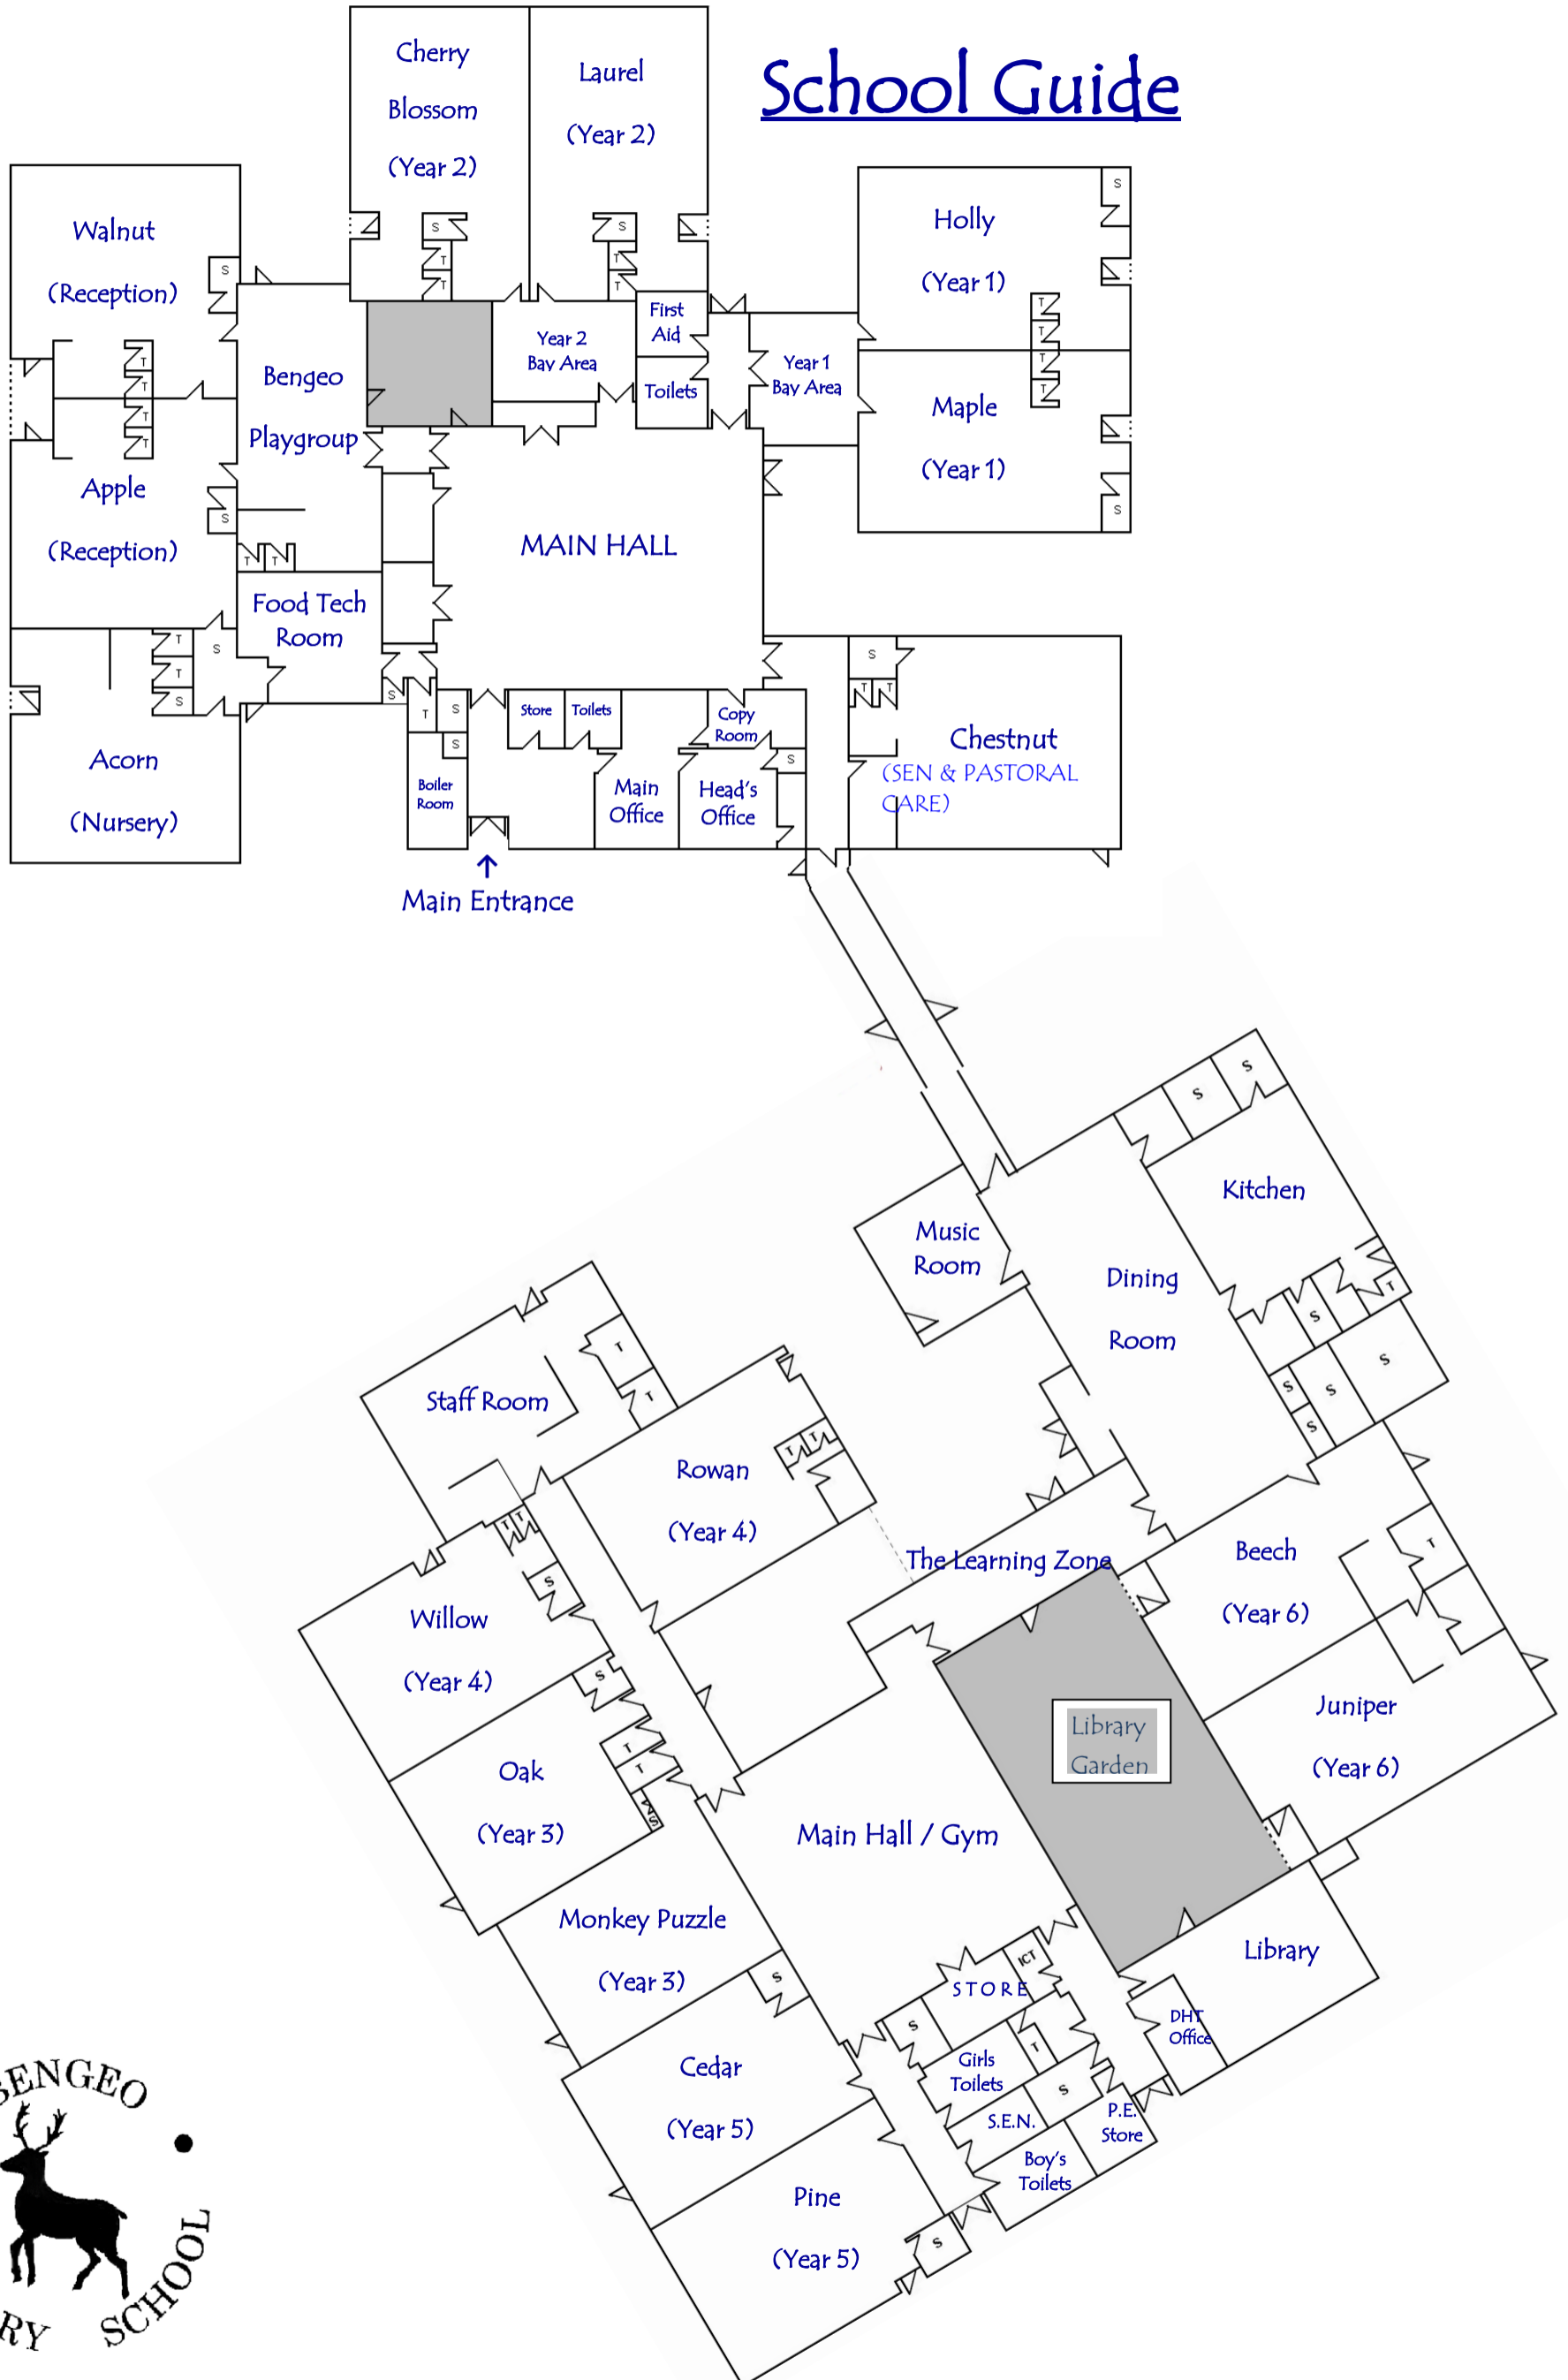 School Guide
Cherry
Blossom
(Year 2)
Laurel
(Year 2)
S
T
T
S
T
T
Walnut
(Reception)
S
T
T
T
T
Apple
(Reception)
S
Bengeo
Playgroup
T
T
Year 2
Bay Area
First
Aid
Toilets
Year 1
Bay Area
Holly
(Year 1)
S
T
T
T
T
Maple
(Year 1)
S
MAIN HALL
Food Tech
Room
S
T
T
S
Acorn
(Nursery)
S
T
S
S
Boiler
Room
Store
Toilets
Main
Office
Copy
Room
Head's
Office
S
S
T
T
Chestnut
(SEN & PASTORAL
CARE)
↑
Main Entrance
S
S
Kitchen
Music
Room
Dining
Room
S
T
S
S
S
S
Staff Room
T
T
Rowan
(Year 4)
T
T
T
T
S
Willow
(Year 4)
S
The Learning Zone
Beech
(Year 6)
T
Oak
(Year 3)
T
T
S
Library
Garden
Juniper
(Year 6)
Main Hall / Gym
Monkey Puzzle
(Year 3)
S
Library
ICT
STORE
S
DHT
Office
Girls
Toilets
T
Cedar
(Year 5)
S
S.E.N.
P.E.
Store
Boy's
Toilets
Pine
(Year 5)
S
BENGEO
RY SCHOOL